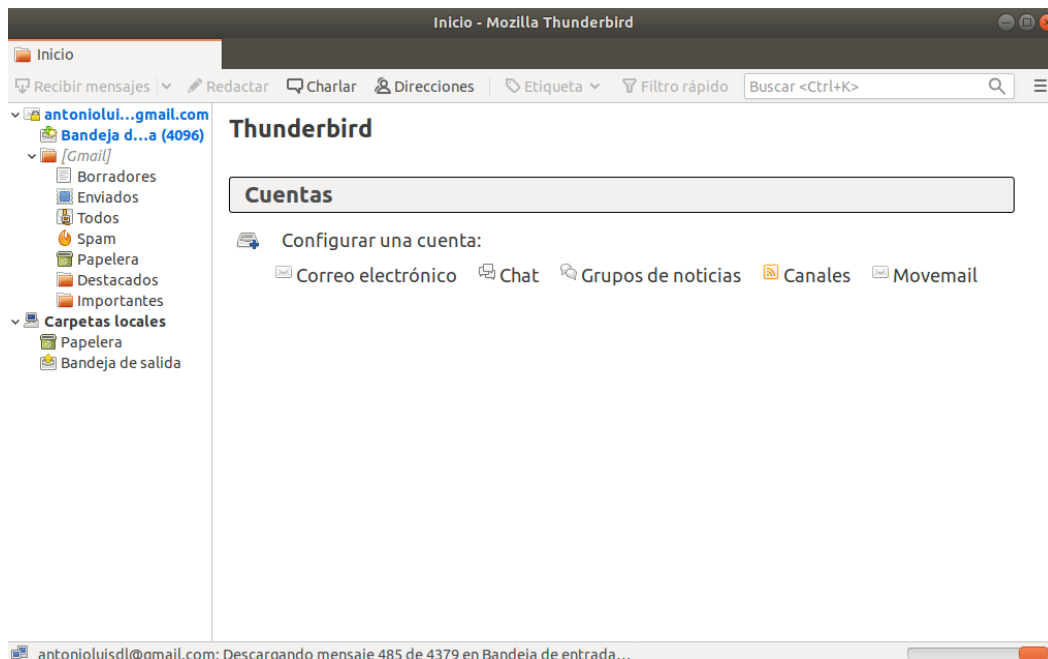 Inicio - Mozilla Thunderbird
Inicio
Recibir mensajes Redactar Charlar Direcciones Etiqueta Filtro rápido Buscar <Ctrl+K>
antoniolui...gmail.com
Bandeja d...a (4096)
[Gmail]
Borradores
Enviados
Todos
Spam
Papelera
Destacados
Importantes
Carpetas locales
Papelera
Bandeja de salida
Thunderbird
Cuentas
Configurar una cuenta:
Correo electrónico Chat Grupos de noticias Canales Movemail
antonioluisdl@gmail.com: Descargando mensaje 485 de 4379 en Bandeja de entrada...